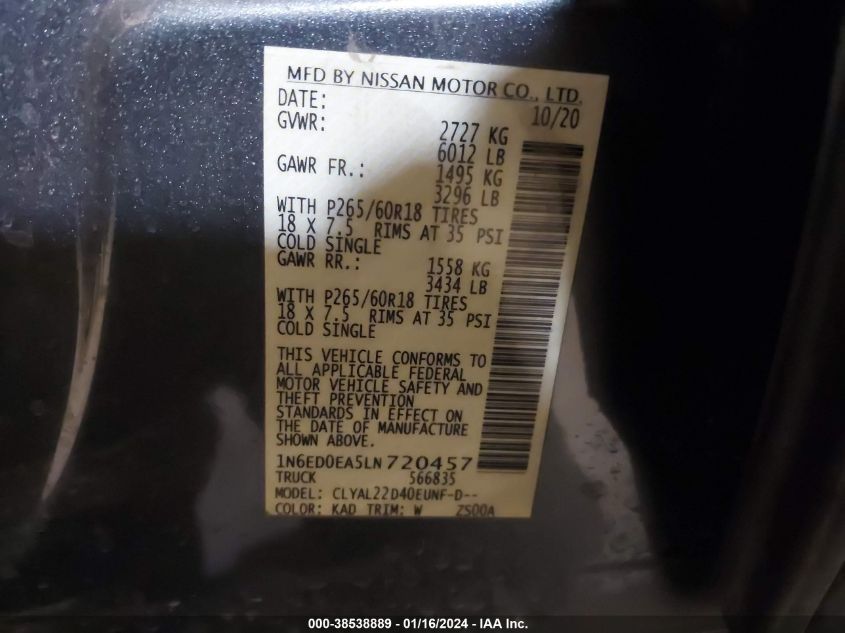 MFD BY NISSAN MOTOR CO., LTD.
DATE: 10/20
GVWR: 2727 KG
6012 LB
GAWR FR.: 1495 KG
3296 LB
WITH P265/60R18 TIRES
18 X 7.5 RIMS AT 35 PSI
COLD SINGLE
GAWR RR.: 1558 KG
3434 LB
WITH P265/60R18 TIRES
18 X 7.5 RIMS AT 35 PSI
COLD SINGLE
THIS VEHICLE CONFORMS TO
ALL APPLICABLE FEDERAL
MOTOR VEHICLE SAFETY AND
THEFT PREVENTION
STANDARDS IN EFFECT ON
THE DATE OF MANUFACTURE
SHOWN ABOVE.
1N6ED0EA5LN720457
TRUCK 566835
MODEL: CLYAL22D40EUNF-D--
COLOR: KAD TRIM: W ZS00A
000-38538889 - 01/16/2024 - IAA Inc.